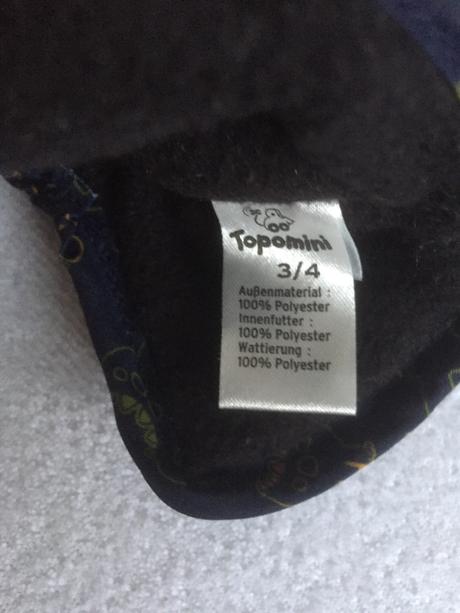 Topomini
3/4
Außenmaterial :
100% Polyester
Innenfutter :
100% Polyester
Wattierung :
100% Polyester